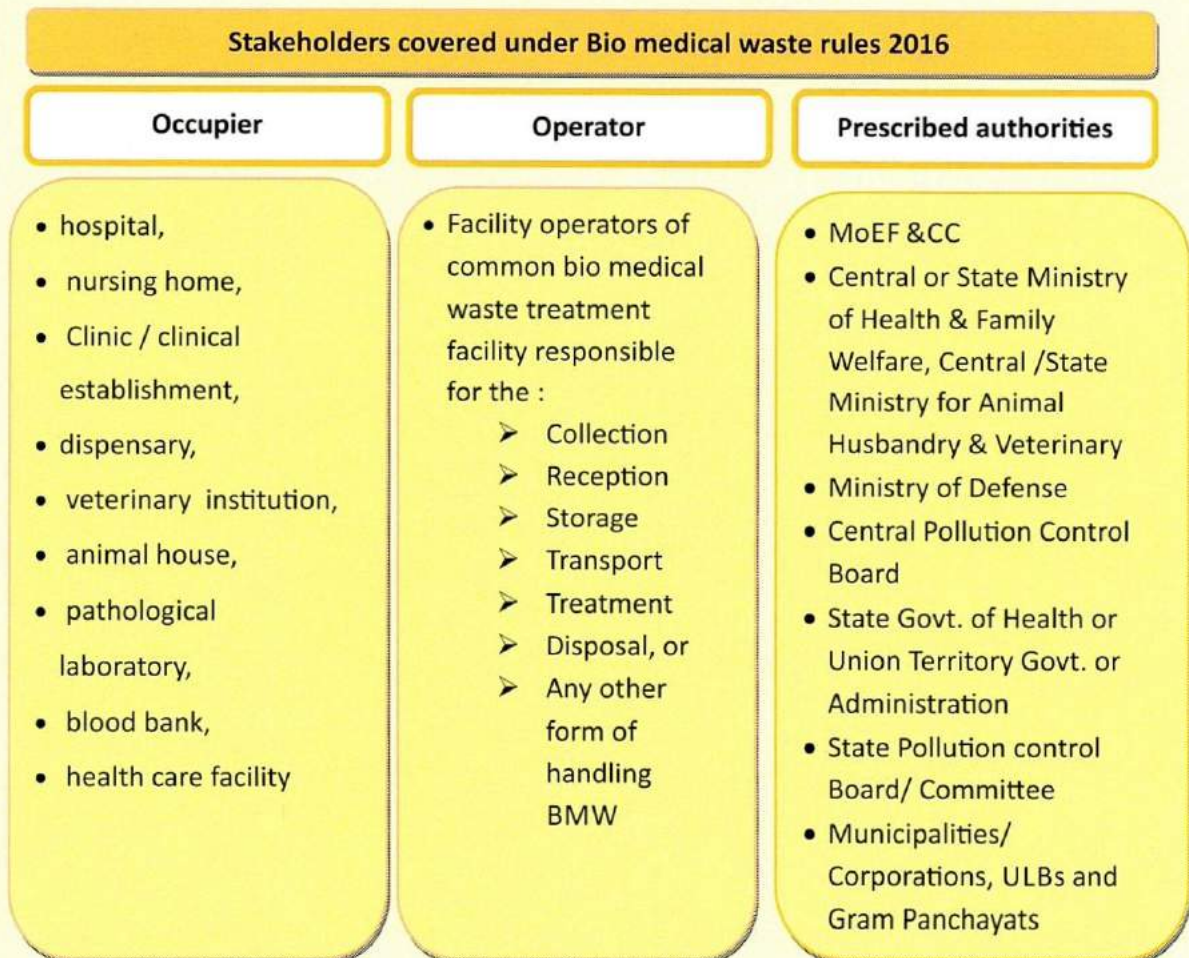 Stakeholders covered under Bio medical waste rules 2016
Occupier
• hospital,
• nursing home,
• Clinic / clinical
establishment,
• dispensary,
• veterinary institution,
• animal house,
• pathological
laboratory,
• blood bank,
• health care facility
Operator
• Facility operators of
common bio medical
waste treatment
facility responsible
for the :
➢ Collection
➢ Reception
➢ Storage
➢ Transport
➢ Treatment
➢ Disposal, or
➢ Any other
form of
handling
BMW
Prescribed authorities
• MoEF &CC
• Central or State Ministry
of Health & Family
Welfare, Central /State
Ministry for Animal
Husbandry & Veterinary
• Ministry of Defense
• Central Pollution Control
Board
• State Govt. of Health or
Union Territory Govt. or
Administration
• State Pollution control
Board/ Committee
• Municipalities/
Corporations, ULBs and
Gram Panchayats